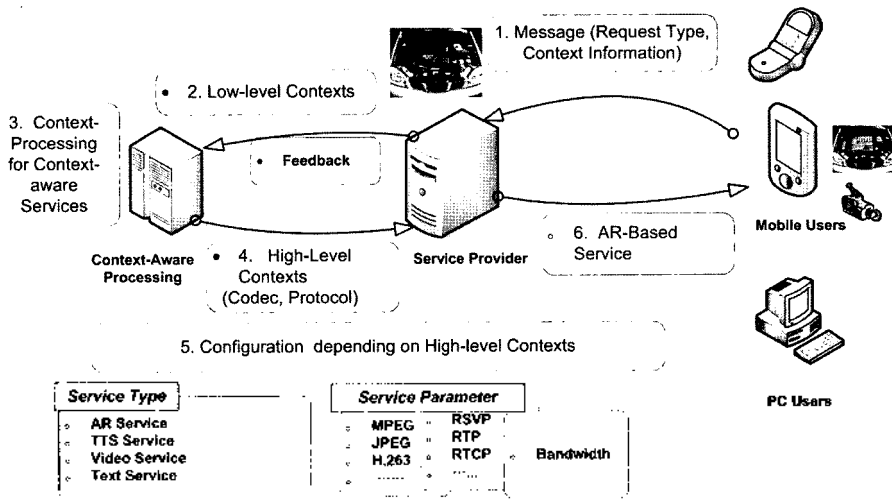 1. Message (Request Type,
Context Information)
2. Low-level Contexts
3. Context-
Processing
for Context-
aware
Services
Feedback
Context-Aware
Processing
4. High-Level
Contexts
(Codec, Protocol)
Service Provider
6. AR-Based
Service
Mobile Users
5. Configuration depending on High-level Contexts
PC Users
Service Type
AR Service
TTS Service
Video Service
Text Service
Service Parameter
MPEG
JPEG
H.263
......
RSVP
RTP
RTCP
......
Bandwidth